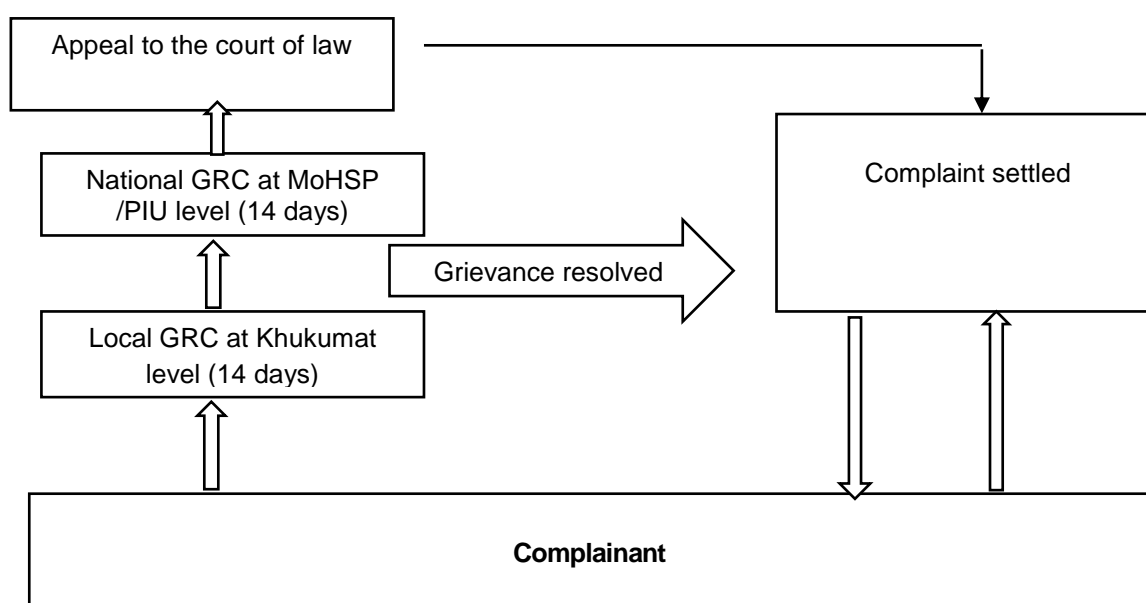 Appeal to the court of law
National GRC at MoHSP
/PIU level (14 days)
Local GRC at Khukumat
level (14 days)
Grievance resolved
Complaint settled
Complainant